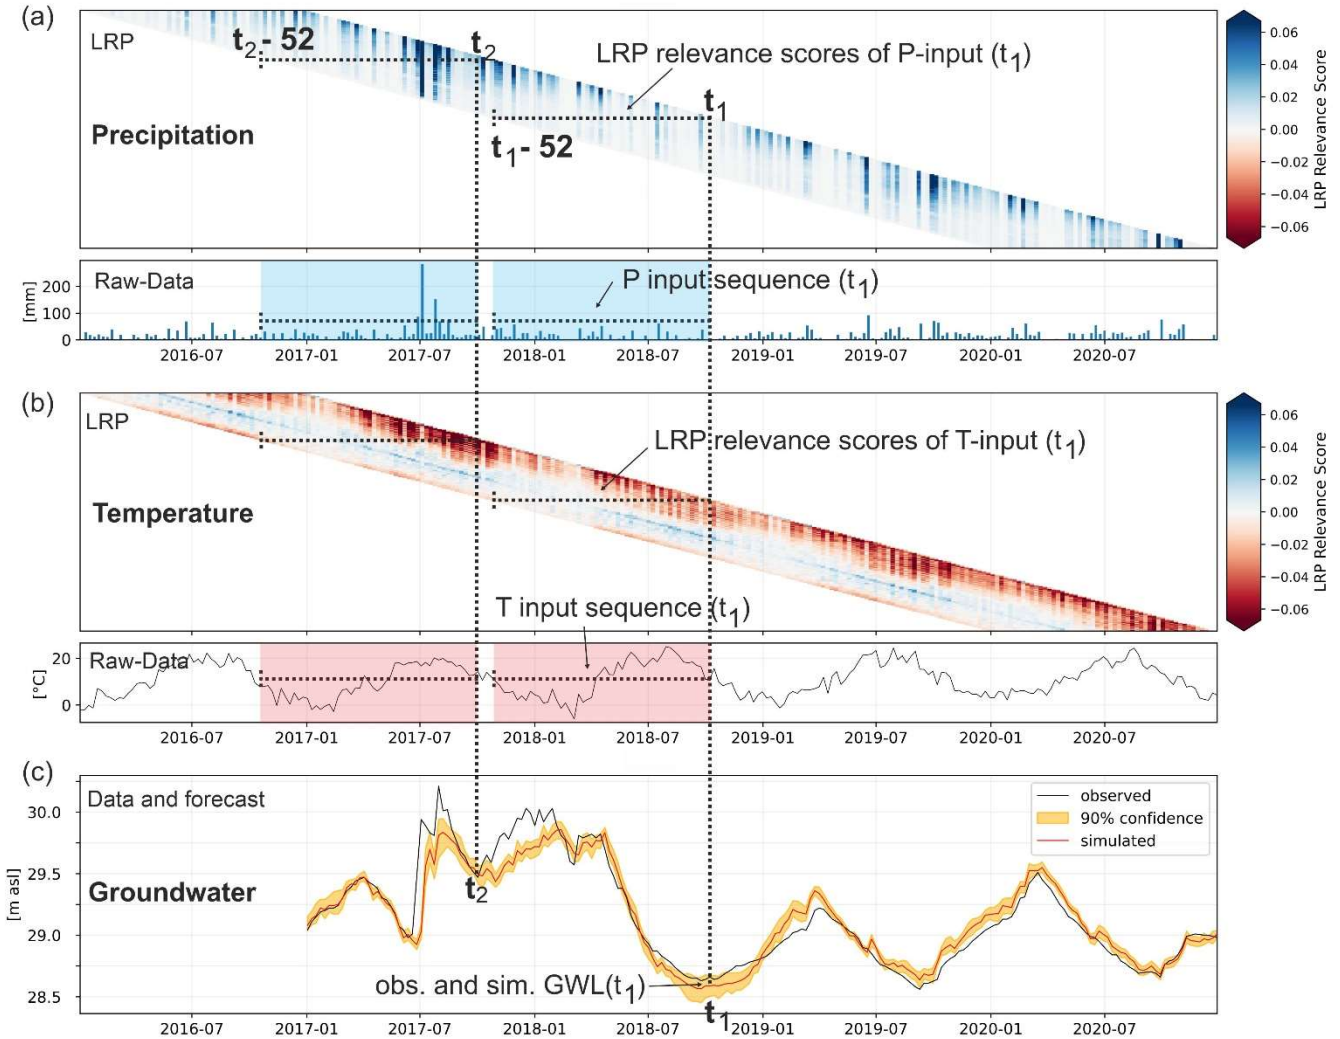 (a)
LRP
t2 - 52
t2
LRP relevance scores of P-input (t1)
t1
Precipitation
t1 - 52
0.06
0.04
0.02
0.00
−0.02
−0.04
−0.06
LRP Relevance Score
Raw-Data
P input sequence (t1)
[mm]
200
100
0
2016-07 2017-01 2017-07 2018-01 2018-07 2019-01 2019-07 2020-01 2020-07
(b)
LRP
LRP relevance scores of T-input (t1)
Temperature
0.06
0.04
0.02
0.00
−0.02
−0.04
−0.06
LRP Relevance Score
T input sequence (t1)
Raw-Data
[°C]
20
0
2016-07 2017-01 2017-07 2018-01 2018-07 2019-01 2019-07 2020-01 2020-07
(c)
Data and forecast
observed
90% confidence
simulated
Groundwater
[m asl]
30.0
29.5
29.0
28.5
t2
obs. and sim. GWL(t1)
t1
2016-07 2017-01 2017-07 2018-01 2018-07 2019-01 2019-07 2020-01 2020-07